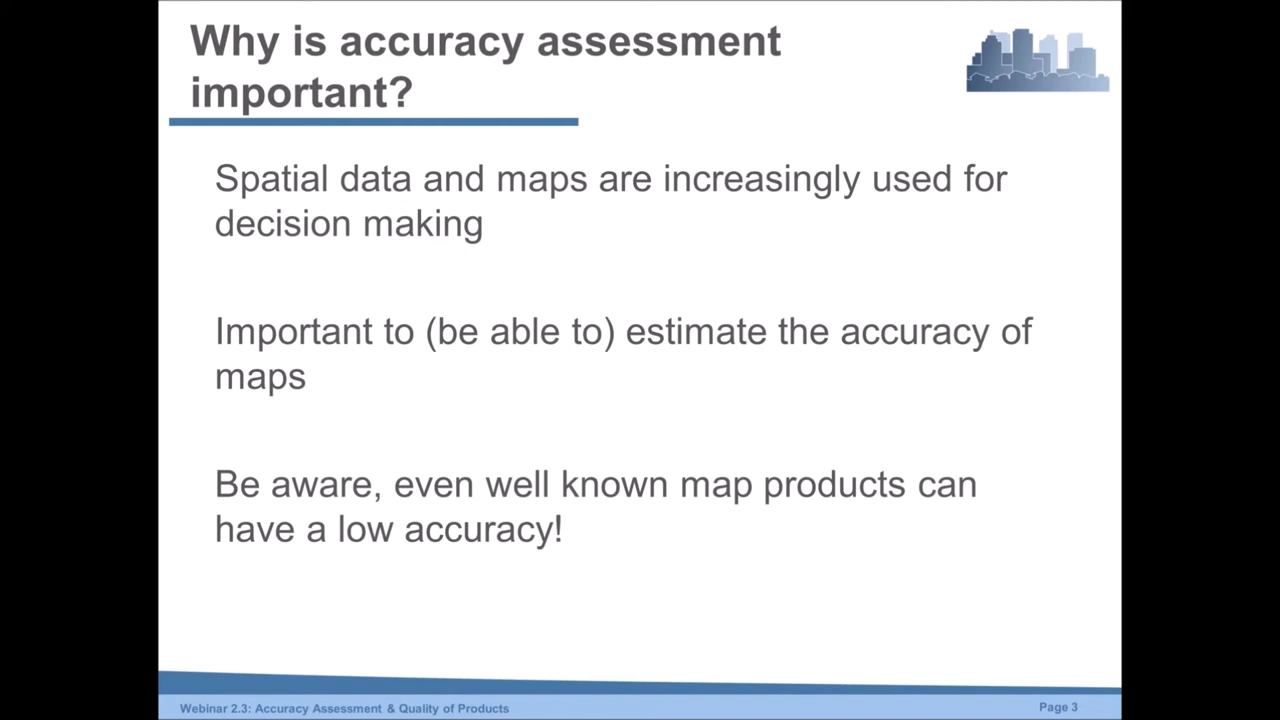 Why is accuracy assessment
important?
Spatial data and maps are increasingly used for
decision making
Important to (be able to) estimate the accuracy of
maps
Be aware, even well known map products can
have a low accuracy!
Webinar 2.3: Accuracy Assessment & Quality of Products
Page 3